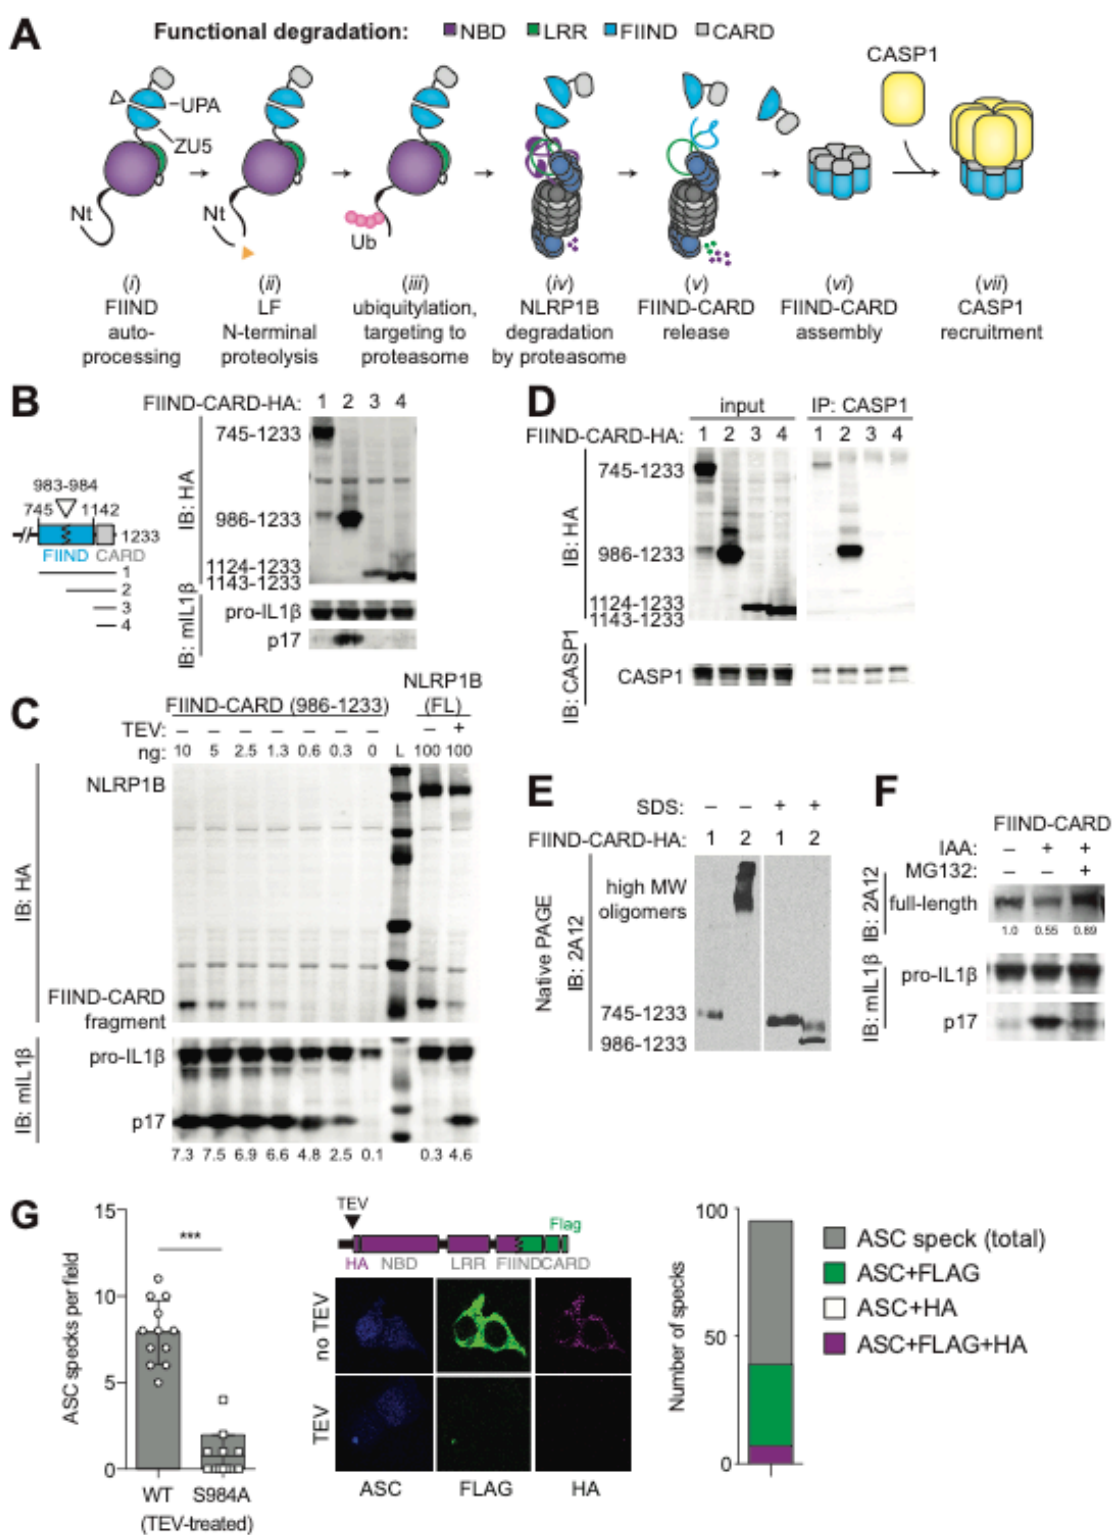 A
Functional degradation: NBD LRR FIIND CARD
CASP1
UPA
ZU5
Nt
Nt
Ub
(i)
FIIND
auto-
processing
(ii)
LF
N-terminal
proteolysis
(iii)
ubiquitylation,
targeting to
proteasome
(iv)
NLRP1B
degradation
by proteasome
(v)
FIIND-CARD
release
(vi)
FIIND-CARD
assembly
(vii)
CASP1
recruitment
B
FIIND-CARD-HA: 1 2 3 4
745-1233
986-1233
1124-1233
1143-1233
IB: HA
pro-IL1β
p17
IB: mIL1β
983-984
745 1142
1233
FIIND CARD
1
2
3
4
D
input IP: CASP1
FIIND-CARD-HA: 1 2 3 4 1 2 3 4
745-1233
986-1233
1124-1233
1143-1233
IB: HA
CASP1
IB: CASP1
C
FIIND-CARD (986-1233) NLRP1B (FL)
TEV: – – – – – – – – +
ng: 10 5 2.5 1.3 0.6 0.3 0 L 100 100
NLRP1B
FIIND-CARD
fragment
IB: HA
pro-IL1β
p17
IB: mIL1β
7.3 7.5 6.9 6.6 4.8 2.5 0.1 0.3 4.6
E
SDS: – – + +
FIIND-CARD-HA: 1 2 1 2
high MW
oligomers
745-1233
986-1233
Native PAGE
IB: 2A12
F
FIIND-CARD
IAA: – + +
MG132: – – +
full-length
1.0 0.55 0.89
IB: 2A12
pro-IL1β
p17
IB: mIL1β
G
ASC specks per field
15
10
5
0
***
WT S984A
(TEV-treated)
TEV
Flag
HA NBD LRR FIIND CARD
no TEV
TEV
ASC FLAG HA
Number of specks
100
50
0
ASC speck (total)
ASC+FLAG
ASC+HA
ASC+FLAG+HA